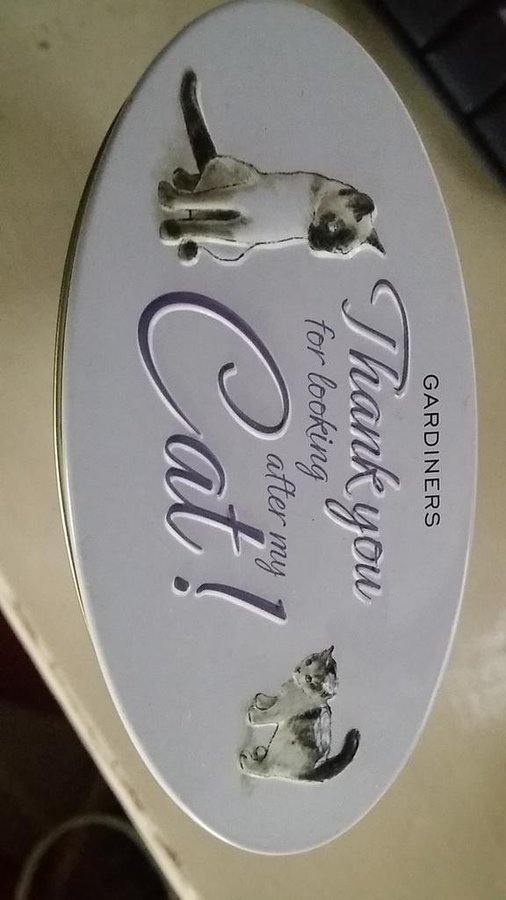 GARDINERS
Thank you
for looking
after my
Cat!